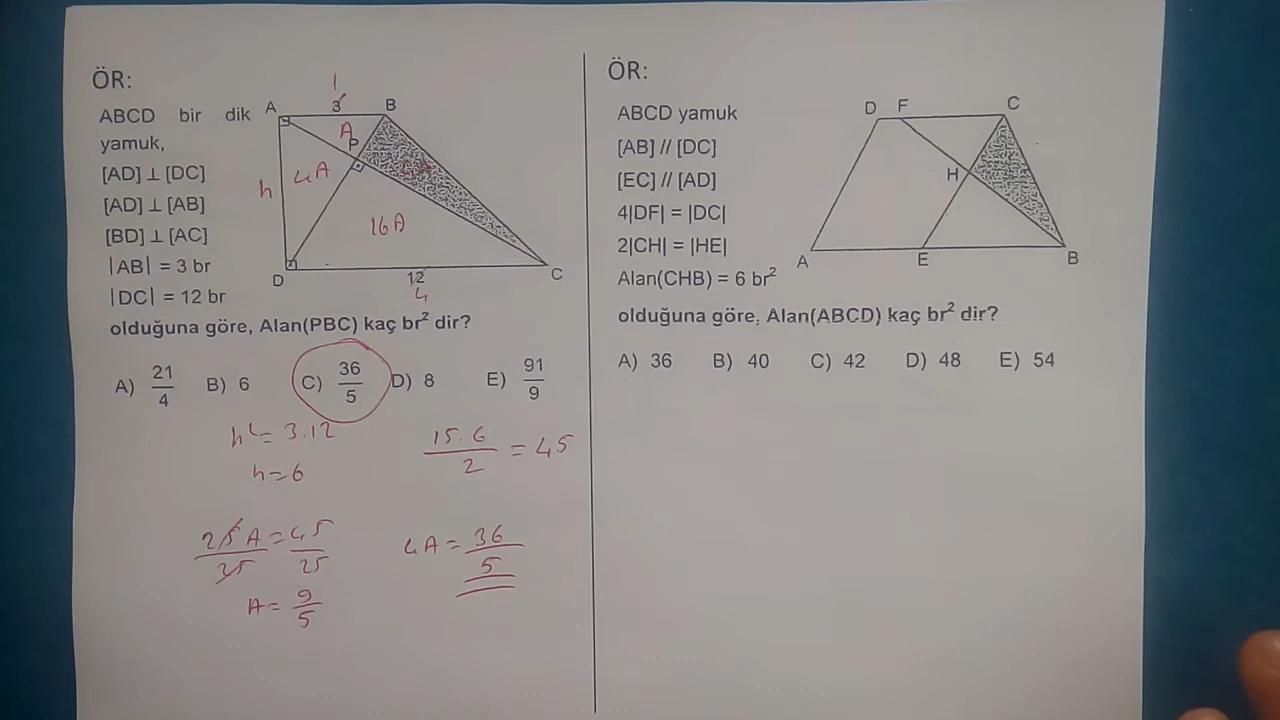 ÖR:
ABCD bir dik
yamuk,
[AD] ⊥ [DC]
[AD] ⊥ [AB]
[BD] ⊥ [AC]
|AB| = 3 br
|DC| = 12 br
olduğuna göre, Alan(PBC) kaç br² dir?
1
A 3 B
A
P
4A 4A
h
16A
D 12 C
4
A) 21/4 B) 6 C) 36/5 D) 8 E) 91/9
h² = 3.12
h = 6
15.6/2 = 45
25A/25 = 45/25
A = 9/5
4A = 36/5
ÖR:
ABCD yamuk
[AB] // [DC]
[EC] // [AD]
4|DF| = |DC|
2|CH| = |HE|
Alan(CHB) = 6 br²
olduğuna göre, Alan(ABCD) kaç br² dir?
D F C
H
A E B
A) 36 B) 40 C) 42 D) 48 E) 54